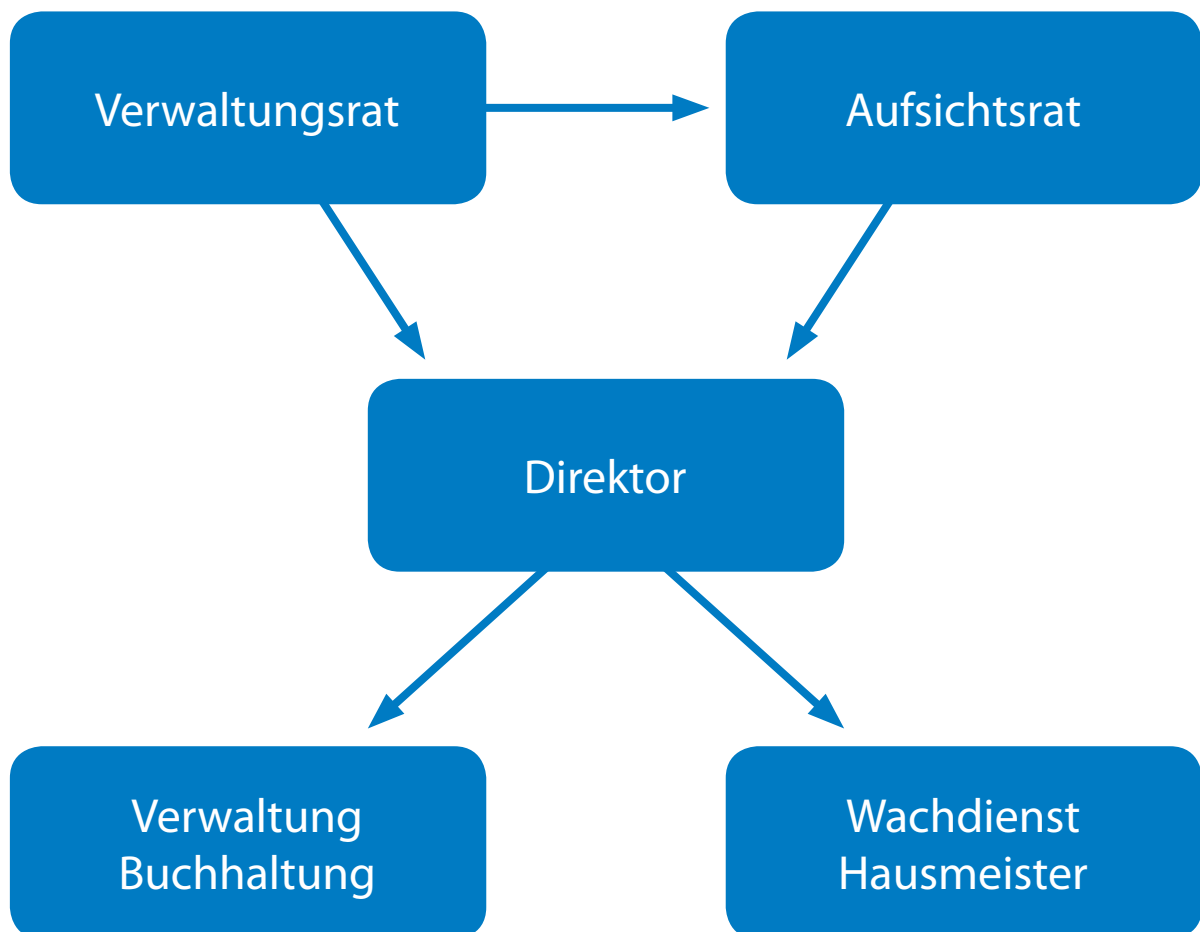 Verwaltungsrat
Aufsichtsrat
Direktor
Verwaltung
Buchhaltung
Wachdienst
Hausmeister